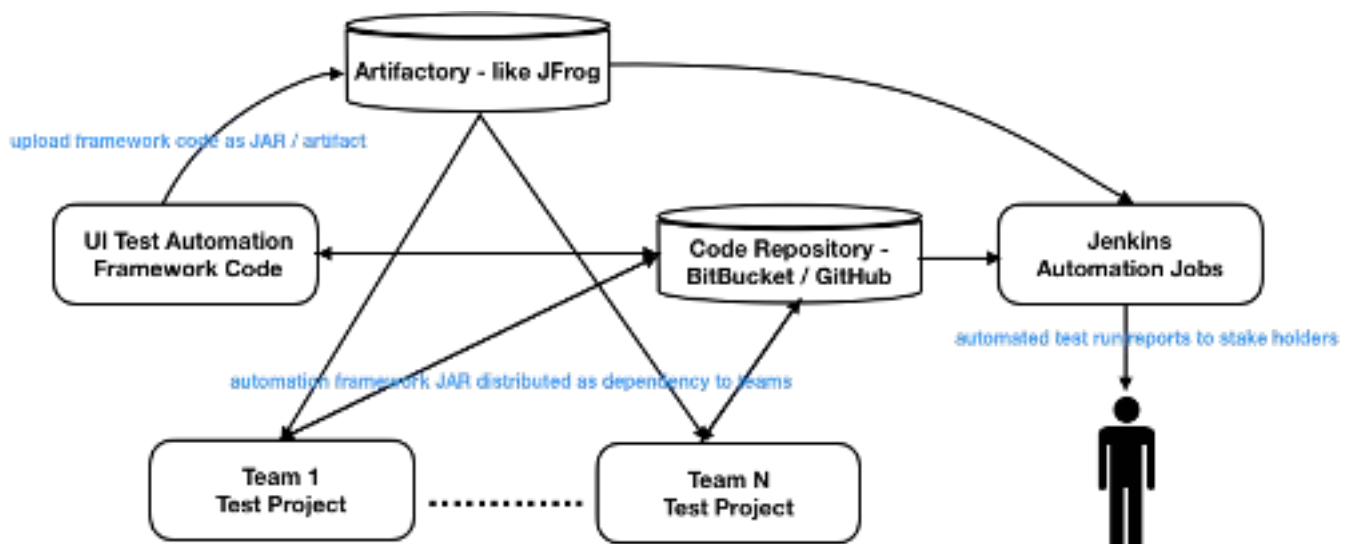 Artifactory - like JFrog
upload framework code as JAR / artifact
UI Test Automation
Framework Code
Code Repository -
BitBucket / GitHub
Jenkins
Automation Jobs
automated test run reports to stake holders
automation framework JAR distributed as dependency to teams
Team 1
Test Project
Team N
Test Project